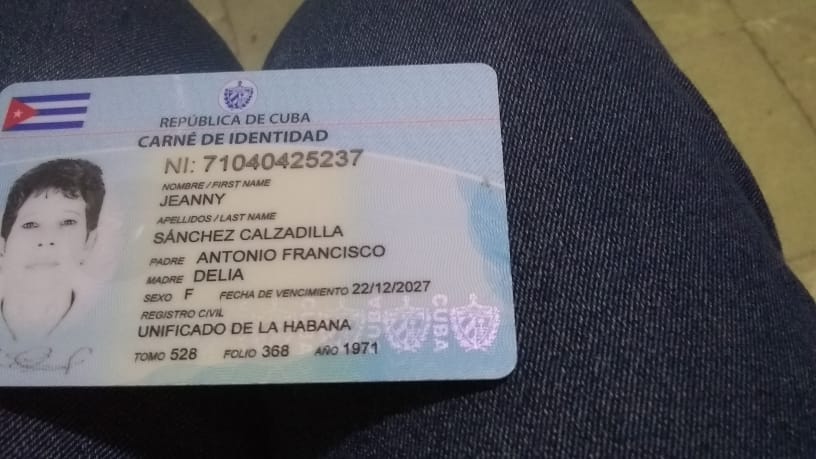 REPÚBLICA DE CUBA
CARNÉ DE IDENTIDAD
NI: 71040425237
NOMBRE / FIRST NAME
JEANNY
APELLIDOS / LAST NAME
SÁNCHEZ CALZADILLA
PADRE ANTONIO FRANCISCO
MADRE DELIA
SEXO F FECHA DE VENCIMIENTO 22/12/2027
REGISTRO CIVIL
UNIFICADO DE LA HABANA
TOMO 528 FOLIO 368 AÑO 1971
CUBA
CUBA